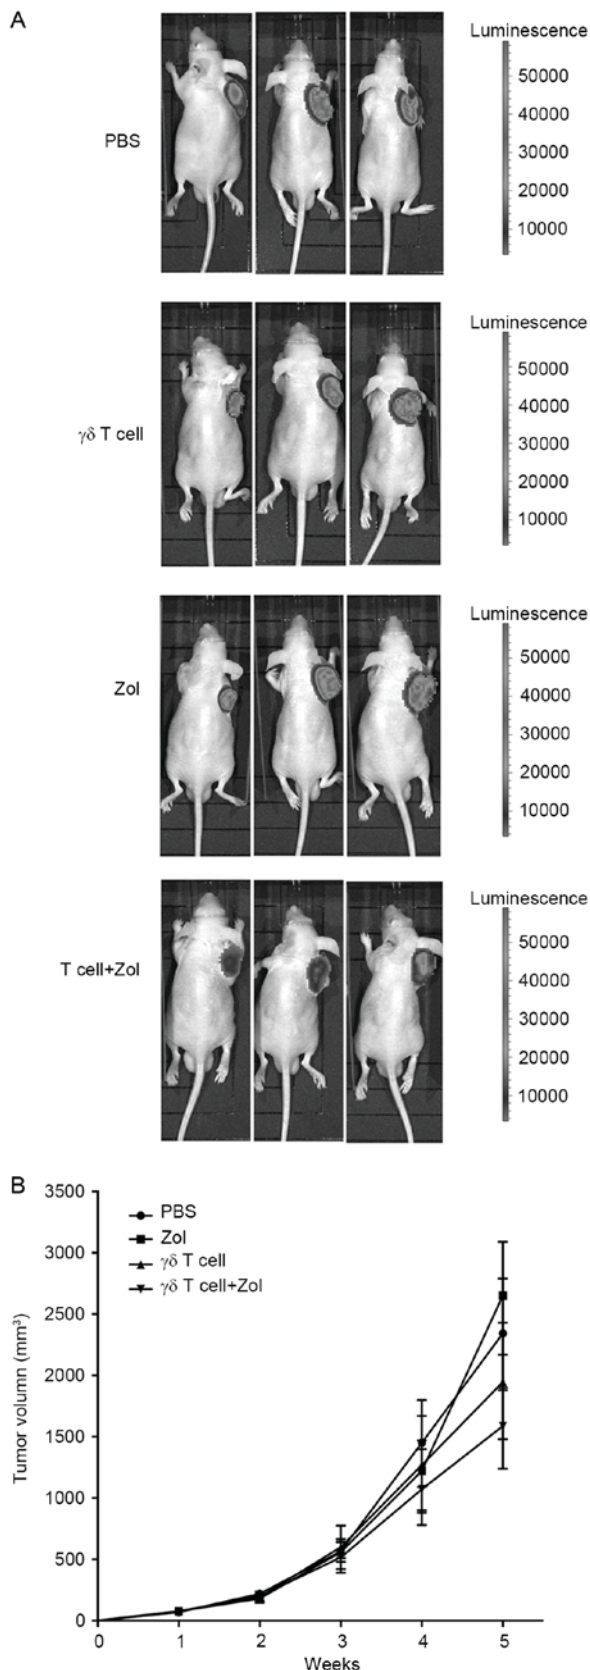 A
PBS
Luminescence
50000
40000
30000
20000
10000
γδ T cell
Luminescence
50000
40000
30000
20000
10000
Zol
Luminescence
50000
40000
30000
20000
10000
T cell+Zol
Luminescence
50000
40000
30000
20000
10000
B
Tumor volumn (mm³)
3500
3000
2500
2000
1500
1000
500
0
PBS
Zol
γδ T cell
γδ T cell+Zol
0 1 2 3 4 5
Weeks